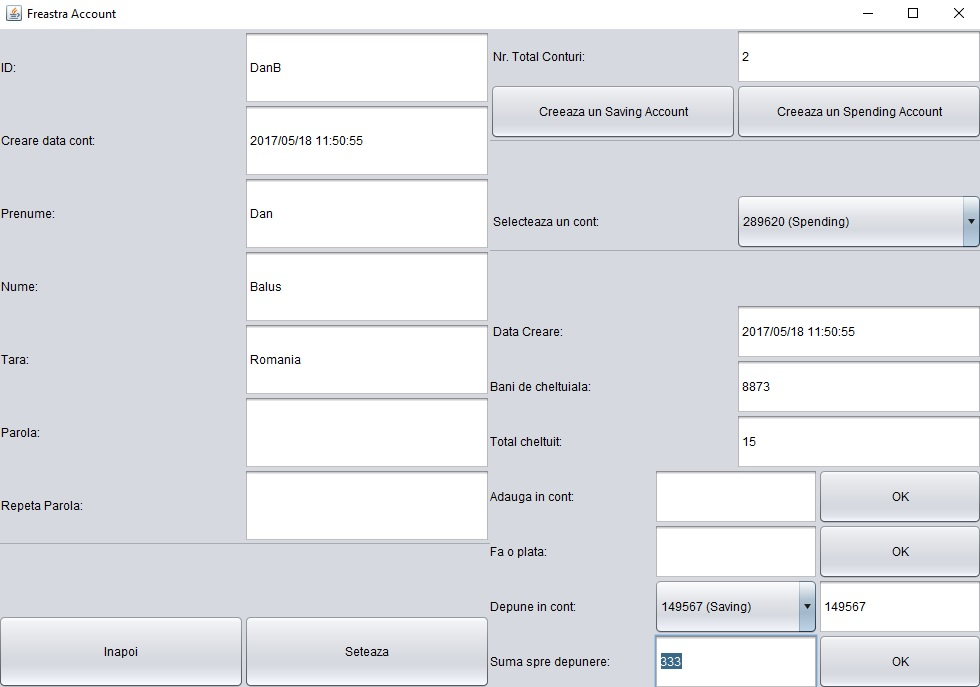 Freastra Account
ID:
DanB
Creare data cont:
2017/05/18 11:50:55
Prenume:
Dan
Nume:
Balus
Tara:
Romania
Parola:
Repeta Parola:
Inapoi
Seteaza
Nr. Total Conturi:
2
Creeaza un Saving Account
Creeaza un Spending Account
Selecteaza un cont:
289620 (Spending)
Data Creare:
2017/05/18 11:50:55
Bani de cheltuiala:
8873
Total cheltuit:
15
Adauga in cont:
OK
Fa o plata:
OK
Depune in cont:
149567 (Saving)
149567
Suma spre depunere:
333
OK